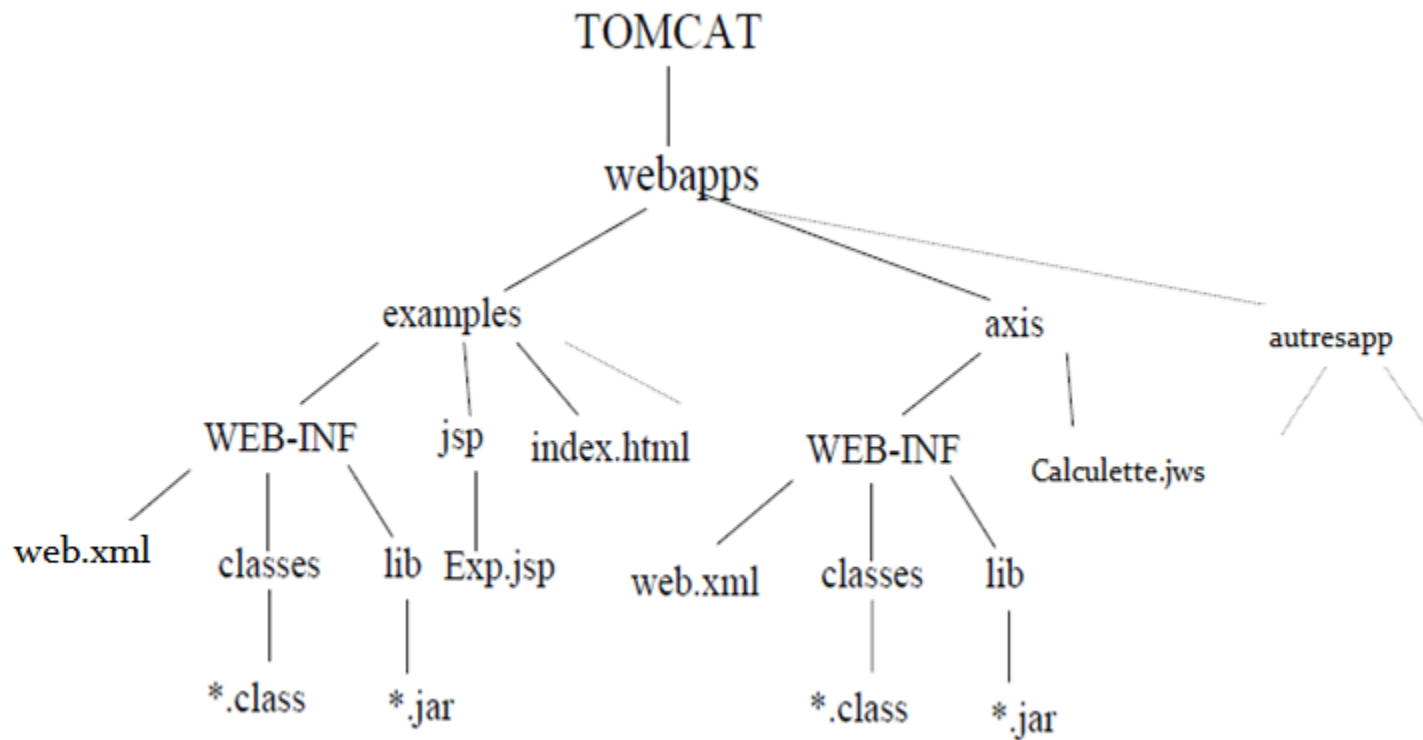 TOMCAT
webapps
examples
axis
autresapp
WEB-INF
jsp
index.html
WEB-INF
Calculette.jws
web.xml
classes
lib
Exp.jsp
web.xml
classes
lib
*.class
*.jar
*.class
*.jar